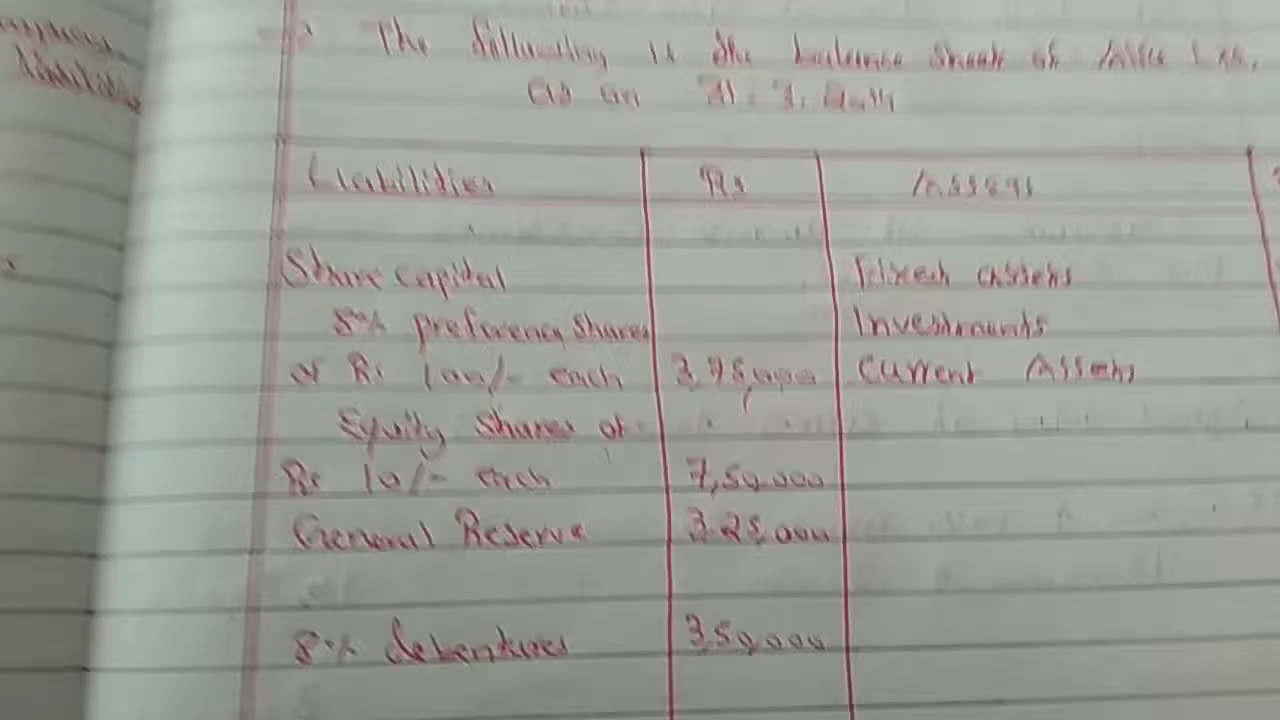 The following is the balance sheet of
as on 31. 3.
Liabilities Rs Assets
Share capital Fixed assets
8% preference shares Investments
of Rs 100/- each 3,75,000 Current Assets
Equity shares of
Rs 10/- each 7,50,000
General Reserve 3.25,000
8% debentures 3,50,000